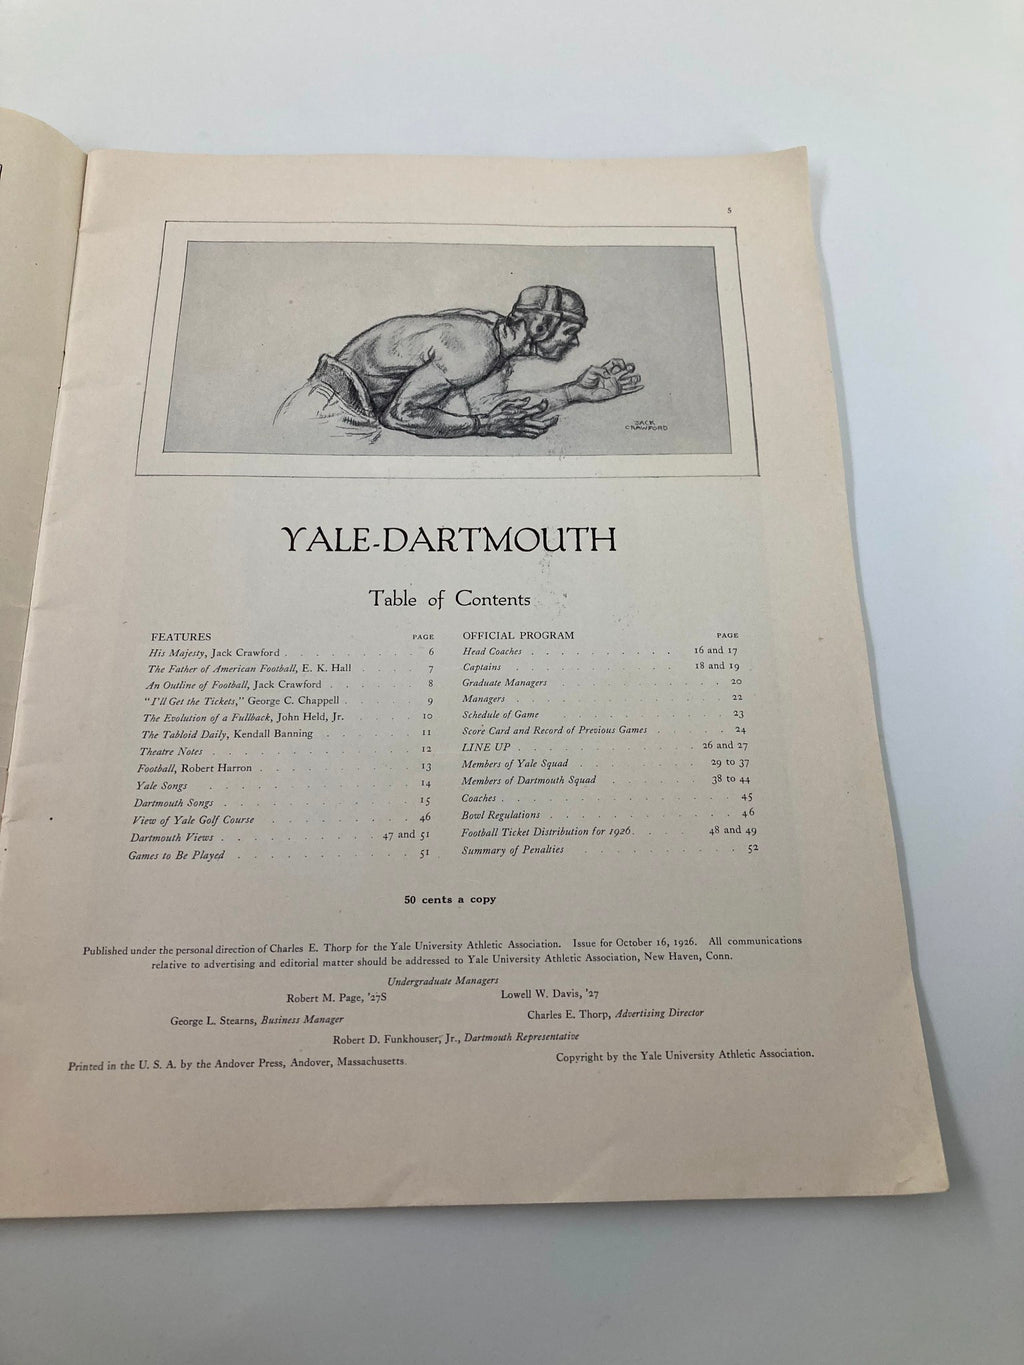 5
JACK
CRAWFORD
YALE-DARTMOUTH
Table of Contents
FEATURES PAGE
His Majesty, Jack Crawford . . . . . . . . . 6
The Father of American Football, E. K. Hall . . . . 7
An Outline of Football, Jack Crawford . . . . . . 8
"I'll Get the Tickets," George C. Chappell . . . . . 9
The Evolution of a Fullback, John Held, Jr. . . . . 10
The Tabloid Daily, Kendall Banning . . . . . . 11
Theatre Notes . . . . . . . . . . . 12
Football, Robert Harron . . . . . . . . . 13
Yale Songs . . . . . . . . . . . 14
Dartmouth Songs . . . . . . . . . . 15
View of Yale Golf Course . . . . . . . . 46
Dartmouth Views . . . . . . . . 47 and 51
Games to Be Played . . . . . . . . . . 51
OFFICIAL PROGRAM PAGE
Head Coaches . . . . . . . . . 16 and 17
Captains . . . . . . . . . . 18 and 19
Graduate Managers . . . . . . . . . . 20
Managers . . . . . . . . . . . . 22
Schedule of Game . . . . . . . . . . 23
Score Card and Record of Previous Games . . . . . 24
LINE UP . . . . . . . . . . 26 and 27
Members of Yale Squad . . . . . . . 29 to 37
Members of Dartmouth Squad . . . . . . 38 to 44
Coaches . . . . . . . . . . . . . 45
Bowl Regulations . . . . . . . . . . . 46
Football Ticket Distribution for 1926. . . . . 48 and 49
Summary of Penalties . . . . . . . . . . 52
50 cents a copy
Published under the personal direction of Charles E. Thorp for the Yale University Athletic Association. Issue for October 16, 1926. All communications
relative to advertising and editorial matter should be addressed to Yale University Athletic Association, New Haven, Conn.
Undergraduate Managers
Robert M. Page, '27S Lowell W. Davis, '27
George L. Stearns, Business Manager Charles E. Thorp, Advertising Director
Robert D. Funkhouser, Jr., Dartmouth Representative
Printed in the U. S. A. by the Andover Press, Andover, Massachusetts. Copyright by the Yale University Athletic Association.